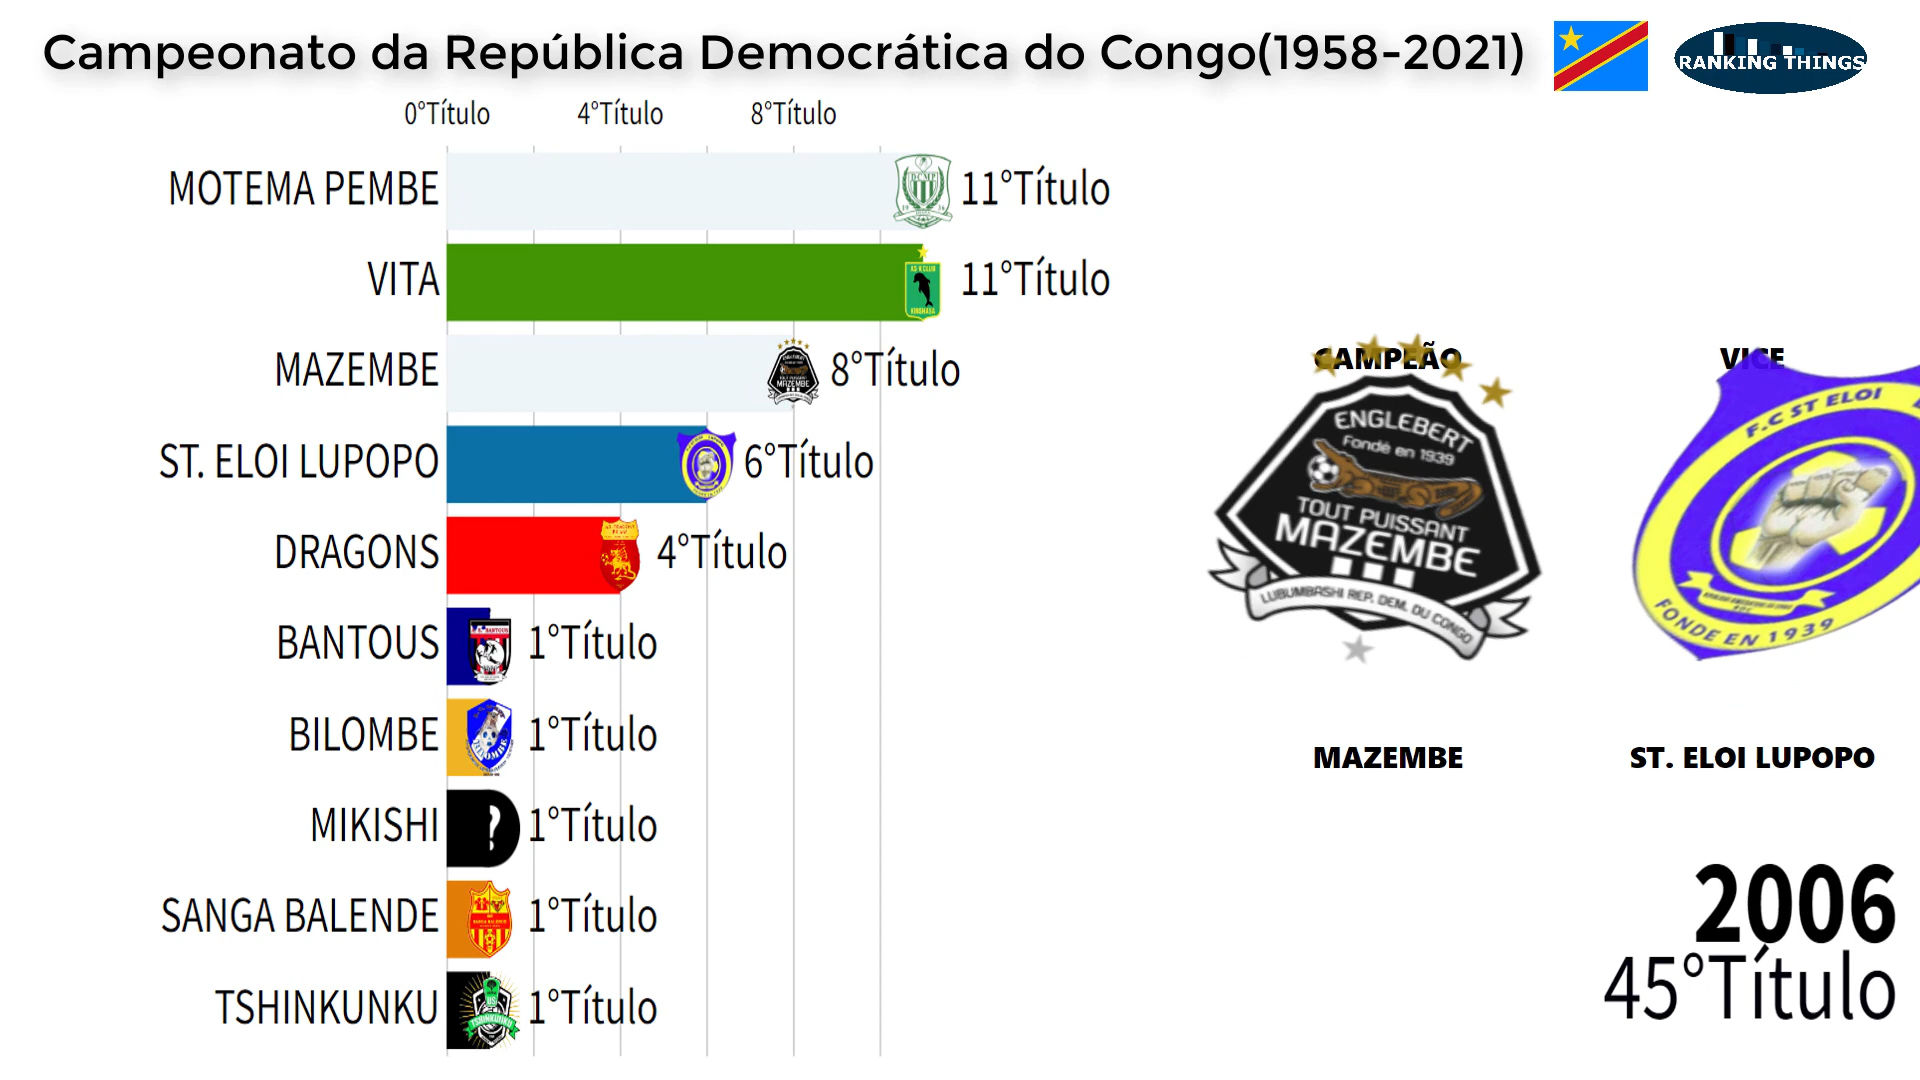 Campeonato da República Democrática do Congo(1958-2021)
RANKING THINGS
0°Título 4°Título 8°Título
MOTEMA PEMBE 11°Título
VITA 11°Título
MAZEMBE 8°Título
ST. ELOI LUPOPO 6°Título
DRAGONS 4°Título
BANTOUS 1°Título
BILOMBE 1°Título
MIKISHI ? 1°Título
SANGA BALENDE 1°Título
TSHINKUNKU 1°Título
CAMPEÃO
ENGLEBERT
Fondé en 1939
TOUT PUISSANT
MAZEMBE
LUBUMBASHI REP. DEM. DU CONGO
MAZEMBE
VICE
F.C ST ELOI
FONDE EN 1939
ST. ELOI LUPOPO
2006
45°Título